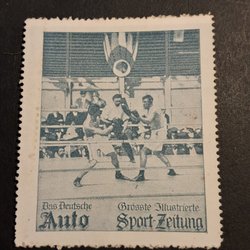 Das Deutsche Grösste Illustrierte
Auto Sport-Zeitung